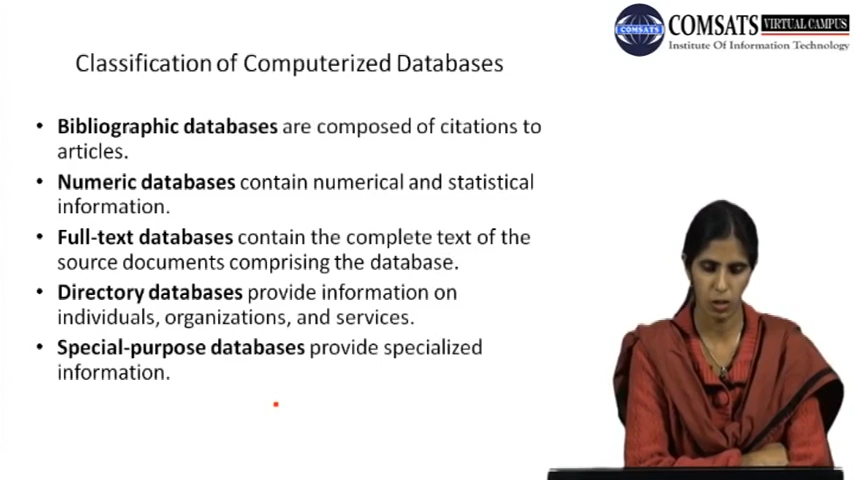 COMSATS VIRTUAL CAMPUS
Institute Of Information Technology
Classification of Computerized Databases
• Bibliographic databases are composed of citations to
articles.
• Numeric databases contain numerical and statistical
information.
• Full-text databases contain the complete text of the
source documents comprising the database.
• Directory databases provide information on
individuals, organizations, and services.
• Special-purpose databases provide specialized
information.
COMSATS